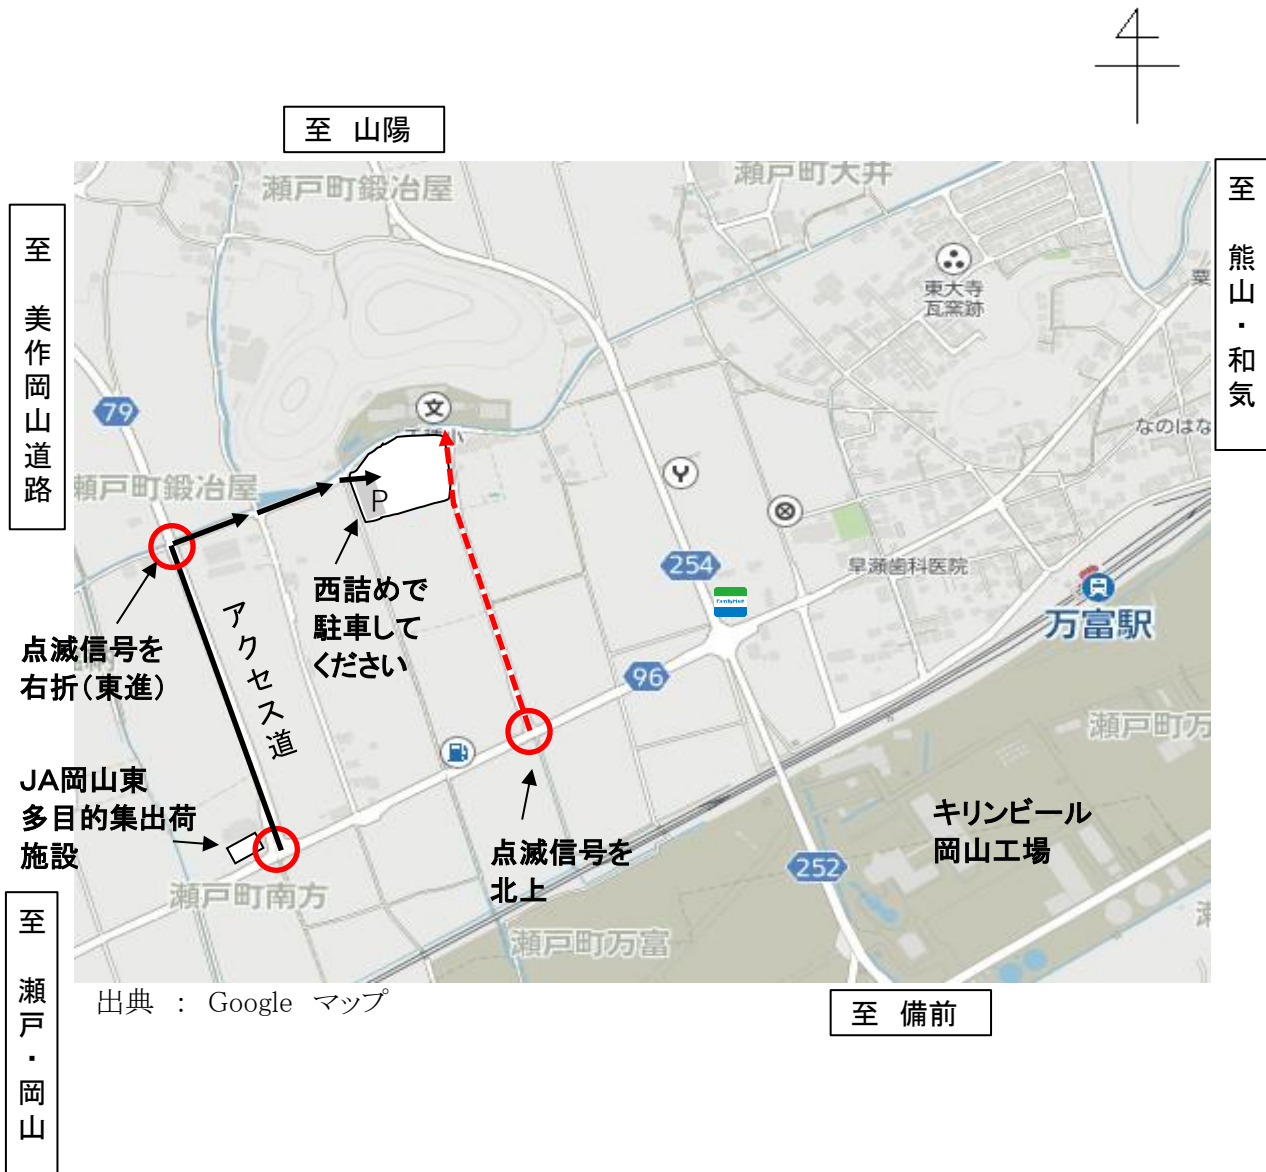 至 山陽
至 美作岡山道路
至 熊山・和気
瀬戸町鍛冶屋
瀬戸町大井
東大寺
瓦窯跡
粟
79
文
なのはな
瀬戸町鍛冶屋
P
254
FamilyMart
早瀬歯科医院
万富駅
西詰めで
駐車して
ください
点滅信号を
右折(東進)
アクセス道
96
瀬戸町万
JA岡山東
多目的集出荷
施設
点滅信号を
北上
キリンビール
岡山工場
252
瀬戸町南方
瀬戸町万富
瀬
至 瀬戸・岡山
出典 : Google マップ
至 備前